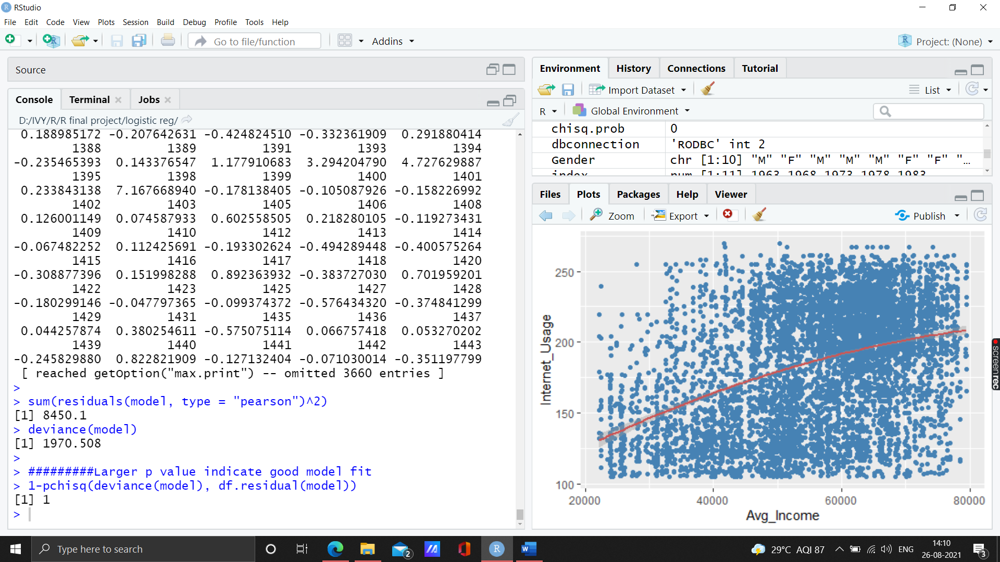 RStudio
File Edit Code View Plots Session Build Debug Profile Tools Help
Go to file/function Addins Project: (None)
Source
Console Terminal Jobs
D:/IVY/R/R final project/logistic reg/
0.188985172 -0.207642631 -0.424824510 -0.332361909 0.291880414
1388 1389 1391 1393 1394
-0.235465393 0.143376547 1.177910683 3.294204790 4.727629887
1395 1398 1399 1400 1401
0.233843138 7.167668940 -0.178138405 -0.105087926 -0.158226992
1402 1403 1405 1406 1408
0.126001149 0.074587933 0.602558505 0.218280105 -0.119273431
1409 1410 1412 1413 1414
-0.067482252 0.112425691 -0.193302624 -0.494289448 -0.400575264
1415 1416 1417 1418 1420
-0.308877396 0.151998288 0.892363932 -0.383727030 0.701959201
1422 1423 1425 1427 1428
-0.180299146 -0.047797365 -0.099374372 -0.576434320 -0.374841299
1429 1431 1435 1436 1437
0.044257874 0.380254611 -0.575075114 0.066757418 0.053270202
1439 1440 1441 1442 1443
-0.245829880 0.822821909 -0.127132404 -0.071030014 -0.351197799
[ reached getOption("max.print") -- omitted 3660 entries ]
>
> sum(residuals(model, type = "pearson")^2)
[1] 8450.1
> deviance(model)
[1] 1970.508
>
> #########Larger p value indicate good model fit
> 1-pchisq(deviance(model), df.residual(model))
[1] 1
>
Environment History Connections Tutorial
Import Dataset List
R Global Environment
chisq.prob 0
dbconnection 'RODBC' int 2
Gender chr [1:10] "M" "F" "M" "M" "M" "F" "F" "…
index num [1:11] 1963 1968 1973 1978 1983
Files Plots Packages Help Viewer
Zoom Export Publish
Internet_Usage
250
200
150
100
20000 40000 60000 80000
Avg_Income
screenrec
Type here to search
2
R
W
29°C AQI 87
ENG
14:10
26-08-2021
3